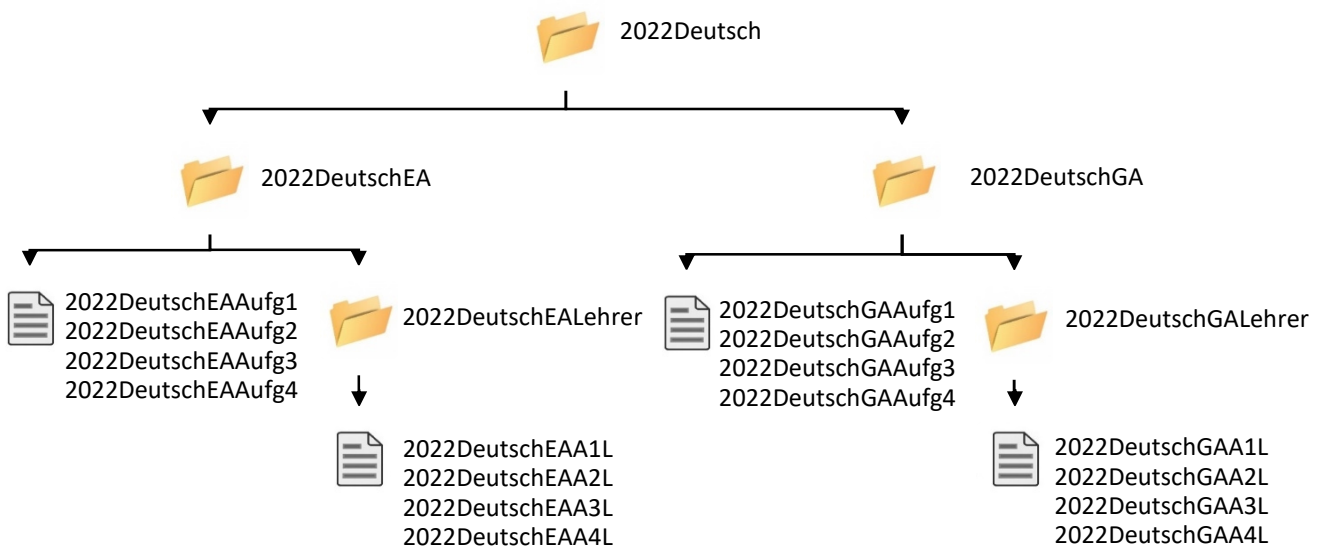 2022Deutsch
2022DeutschEA
2022DeutschGA
2022DeutschEAAufg1
2022DeutschEAAufg2
2022DeutschEAAufg3
2022DeutschEAAufg4
2022DeutschEALehrer
2022DeutschGAAufg1
2022DeutschGAAufg2
2022DeutschGAAufg3
2022DeutschGAAufg4
2022DeutschGALehrer
2022DeutschEAA1L
2022DeutschEAA2L
2022DeutschEAA3L
2022DeutschEAA4L
2022DeutschGAA1L
2022DeutschGAA2L
2022DeutschGAA3L
2022DeutschGAA4L